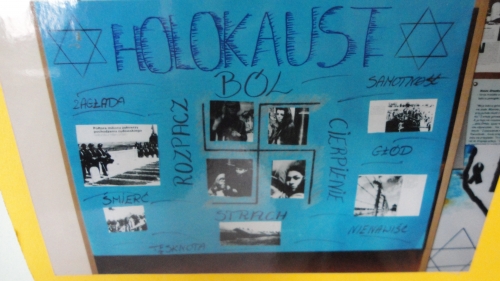 HOLOKAUST
BÓL
SAMOTNOŚĆ
ZAGŁADA
ROZPACZ
CIERPIENIE
GŁÓD
ŚMIERĆ
STRACH
NIENAWIŚĆ
TĘSKNOTA